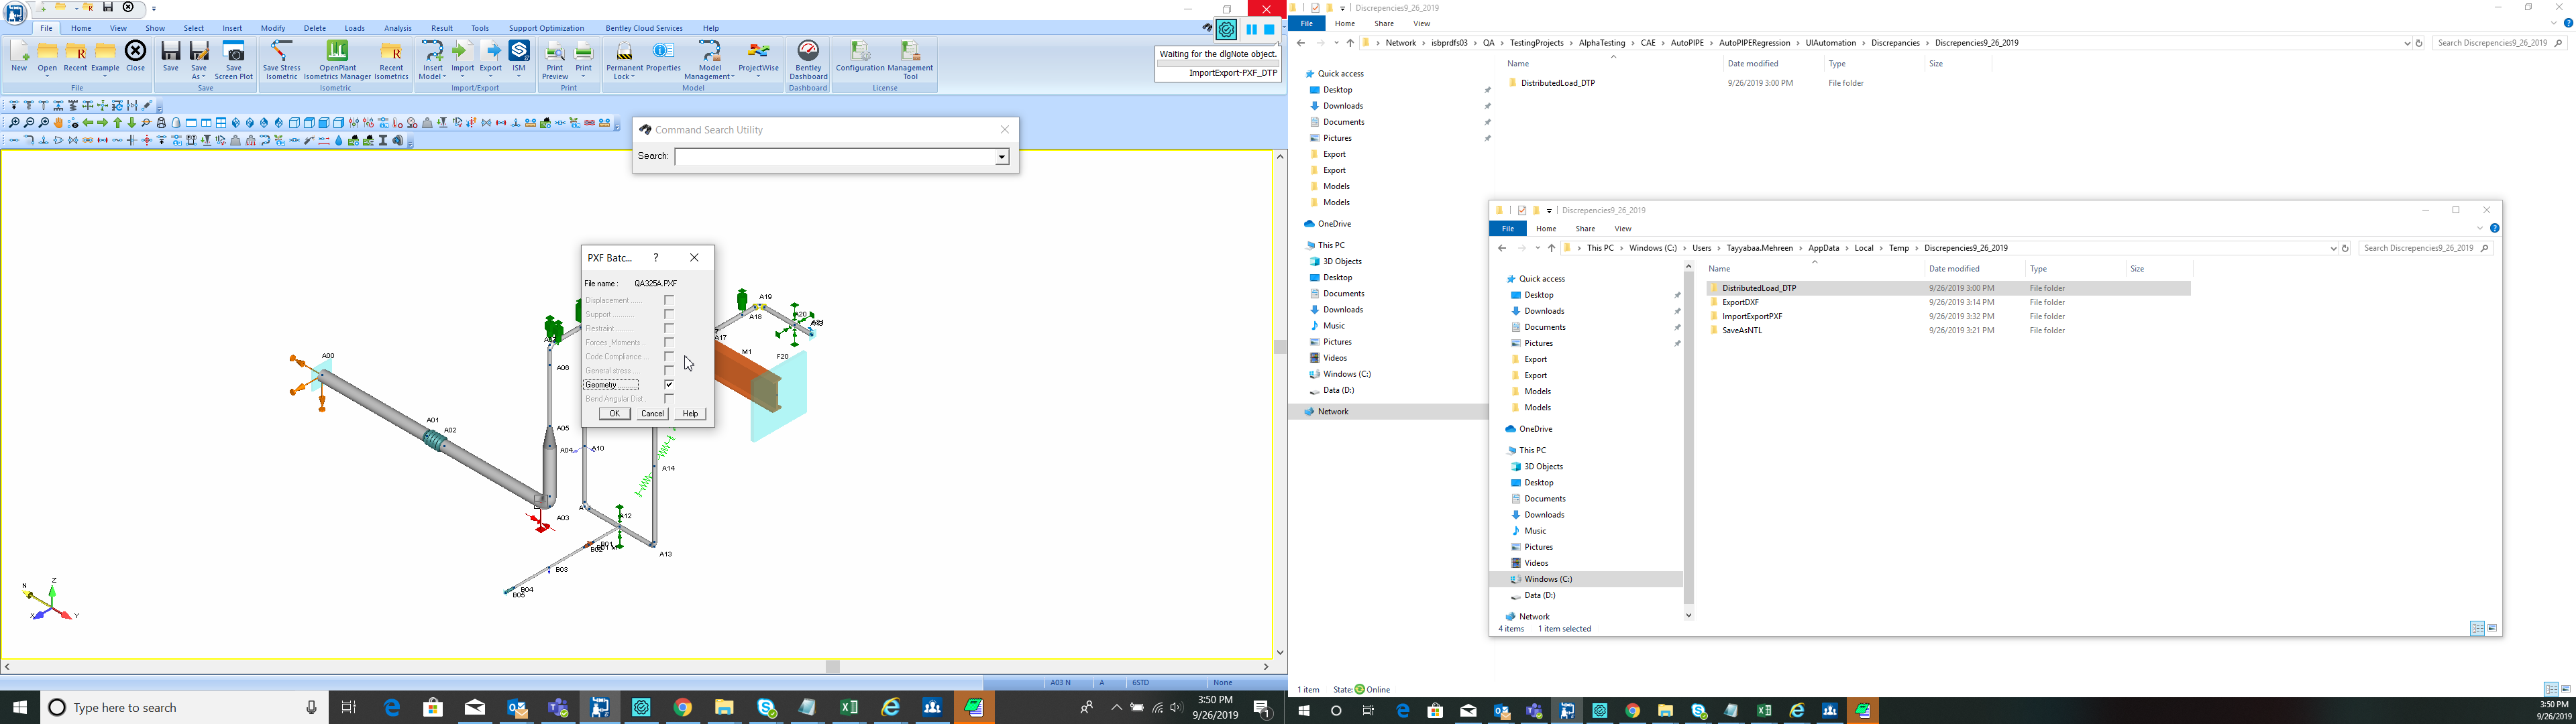 File Home View Show Select Insert Modify Delete Loads Analysis Result Tools Support Optimization Bentley Cloud Services Help
New Open Recent Example Close Save Save As Save Screen Plot Save Stress Isometric OpenPlant Isometrics Manager Recent Isometrics Insert Model Import Export ISM Print Preview Print Permanent Lock Properties Model Management ProjectWise Bentley Dashboard Configuration Management Tool
File Save Isometric Import/Export Print Model Dashboard License
Waiting for the dlgNote object.
ImportExport-PXF_DTP
Command Search Utility
Search:
PXF Batc... ?
File name : QA325A.PXF
Displacement ......
Support ............
Restraint ..........
Forces ,Moments ..
Code Compliance ...
General stress ....
Geometry ..........
Bend Angular Dist
OK Cancel Help
A00
A01
A02
A03
A04
A05
A06
A10
A12
A13
A14
A17
A18
A19
A20
M1
F20
B01 M
B02
B03
B04
B05
N
Z
X
Y
A03 N A 6STD None
Type here to search
3:50 PM
9/26/2019
1
Discrepencies9_26_2019
File Home Share View
Network › isbprdfs03 › QA › TestingProjects › AlphaTesting › CAE › AutoPIPE › AutoPIPERegression › UIAutomation › Discrepancies › Discrepencies9_26_2019
Search Discrepencies9_26_2019
Name Date modified Type Size
DistributedLoad_DTP 9/26/2019 3:00 PM File folder
Quick access
Desktop
Downloads
Documents
Pictures
Export
Export
Models
Models
OneDrive
This PC
3D Objects
Desktop
Documents
Downloads
Music
Pictures
Videos
Windows (C:)
Data (D:)
Network
1 item State: Online
Discrepencies9_26_2019
File Home Share View
This PC › Windows (C:) › Users › Tayyabaa.Mehreen › AppData › Local › Temp › Discrepencies9_26_2019
Search Discrepencies9_26_2019
Name Date modified Type Size
DistributedLoad_DTP 9/26/2019 3:00 PM File folder
ExportDXF 9/26/2019 3:14 PM File folder
ImportExportPXF 9/26/2019 3:32 PM File folder
SaveAsNTL 9/26/2019 3:21 PM File folder
Quick access
Desktop
Downloads
Documents
Pictures
Export
Export
Models
Models
OneDrive
This PC
3D Objects
Desktop
Documents
Downloads
Music
Pictures
Videos
Windows (C:)
Data (D:)
Network
4 items 1 item selected
3:50 PM
9/26/2019